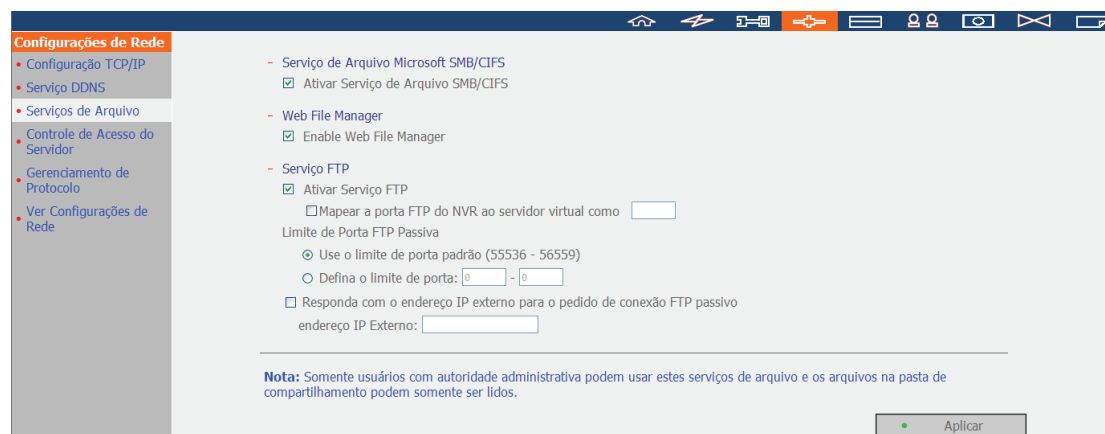 Configurações de Rede
Configuração TCP/IP
Serviço DDNS
Serviços de Arquivo
Controle de Acesso do
Servidor
Gerenciamento de
Protocolo
Ver Configurações de
Rede
- Serviço de Arquivo Microsoft SMB/CIFS
Ativar Serviço de Arquivo SMB/CIFS
- Web File Manager
Enable Web File Manager
- Serviço FTP
Ativar Serviço FTP
Mapear a porta FTP do NVR ao servidor virtual como
Limite de Porta FTP Passiva
Use o limite de porta padrão (55536 - 56559)
Defina o limite de porta: 0 - 0
Responda com o endereço IP externo para o pedido de conexão FTP passivo
endereço IP Externo:
Nota: Somente usuários com autoridade administrativa podem usar estes serviços de arquivo e os arquivos na pasta de
compartilhamento podem somente ser lidos.
Aplicar